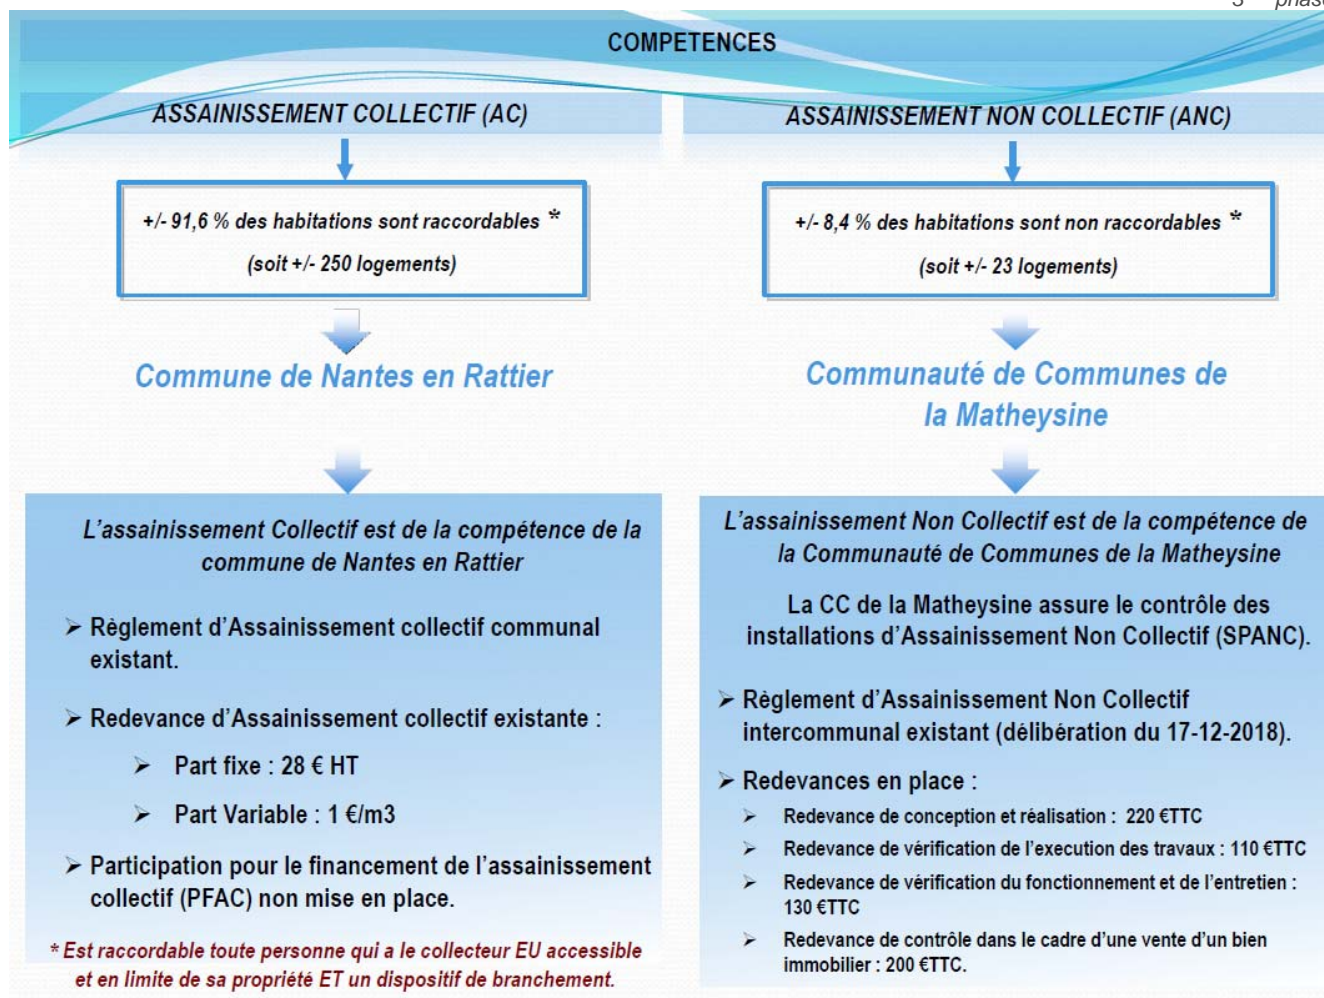 3 phase
COMPETENCES
ASSAINISSEMENT COLLECTIF (AC)
+/- 91,6 % des habitations sont raccordables *
(soit +/- 250 logements)
Commune de Nantes en Rattier
L’assainissement Collectif est de la compétence de la
commune de Nantes en Rattier
➢ Règlement d’Assainissement collectif communal
existant.
➢ Redevance d’Assainissement collectif existante :
➢ Part fixe : 28 € HT
➢ Part Variable : 1 €/m3
➢ Participation pour le financement de l’assainissement
collectif (PFAC) non mise en place.
* Est raccordable toute personne qui a le collecteur EU accessible
et en limite de sa propriété ET un dispositif de branchement.
ASSAINISSEMENT NON COLLECTIF (ANC)
+/- 8,4 % des habitations sont non raccordables *
(soit +/- 23 logements)
Communauté de Communes de
la Matheysine
L’assainissement Non Collectif est de la compétence de
la Communauté de Communes de la Matheysine
La CC de la Matheysine assure le contrôle des
installations d’Assainissement Non Collectif (SPANC).
➢ Règlement d’Assainissement Non Collectif
intercommunal existant (délibération du 17-12-2018).
➢ Redevances en place :
➢ Redevance de conception et réalisation : 220 €TTC
➢ Redevance de vérification de l’execution des travaux : 110 €TTC
➢ Redevance de vérification du fonctionnement et de l’entretien :
130 €TTC
➢ Redevance de contrôle dans le cadre d’une vente d’un bien
immobilier : 200 €TTC.